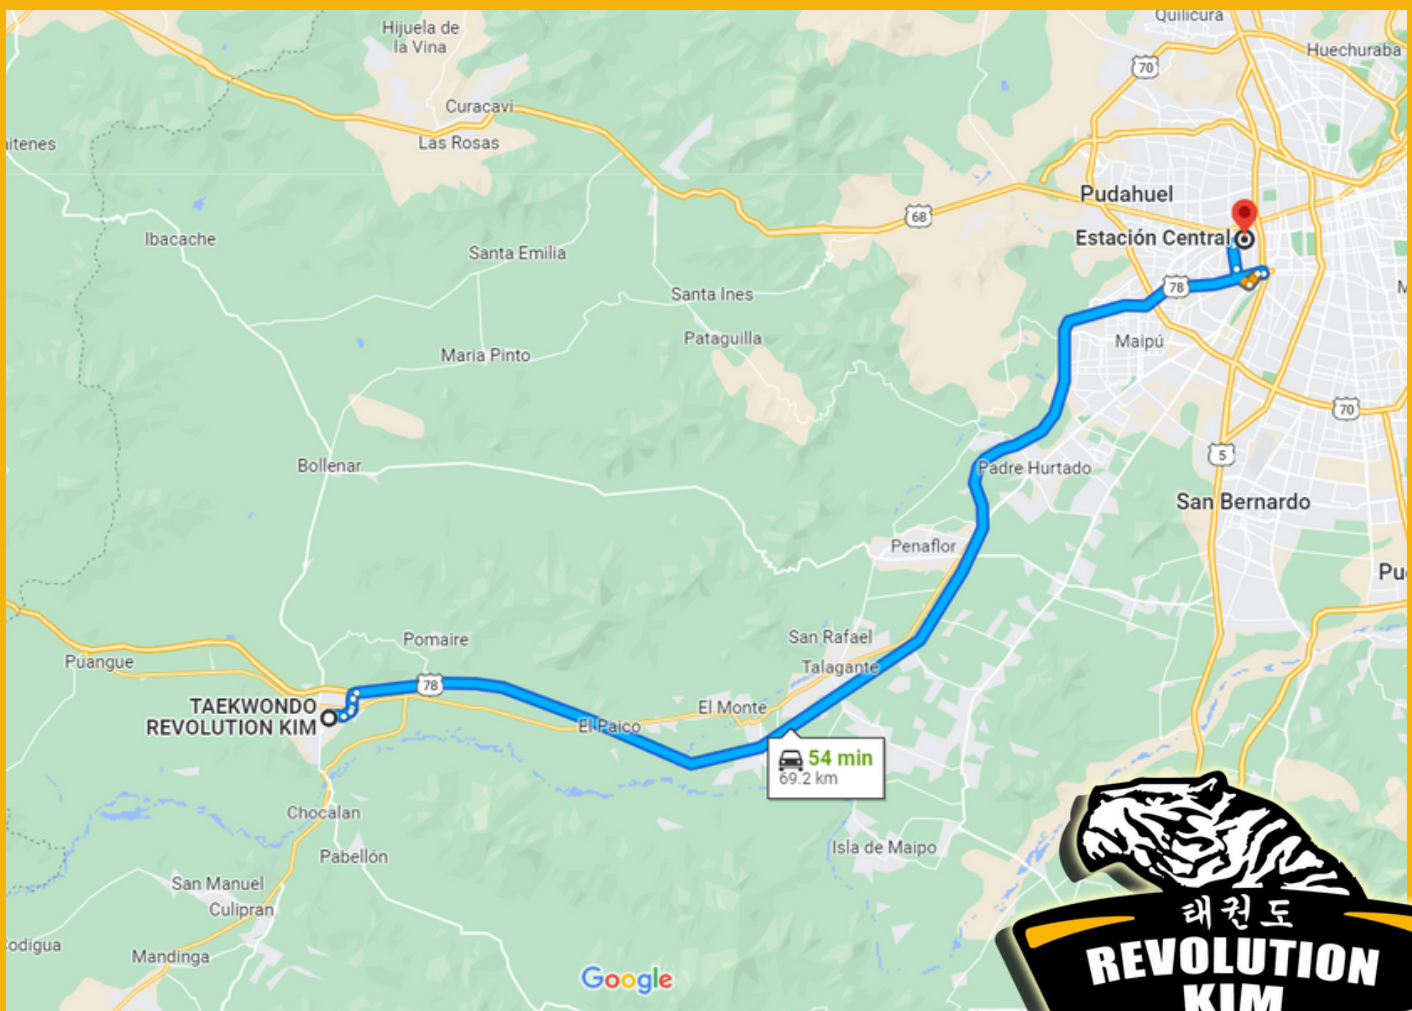 Quilicura
Hijuela de
la Vina
Huechuraba
70
Curacavi
Las Rosas
aitenes
Pudahuel
68
Ibacache
Estación Central
Santa Emilia
78
Santa Ines
Pataguilla
Maipú
Maria Pinto
70
5
Bollenar
Padre Hurtado
San Bernardo
Penaflor
Pu
San Rafael
Pomaire
Puangue
Talagante
78
TAEKWONDO
REVOLUTION KIM
El Monte
El Paico
54 min
69.2 km
Chocalan
Isla de Maipo
Pabellón
San Manuel
Culipran
태권도
Codigua
Mandinga
REVOLUTION
KIM
Google